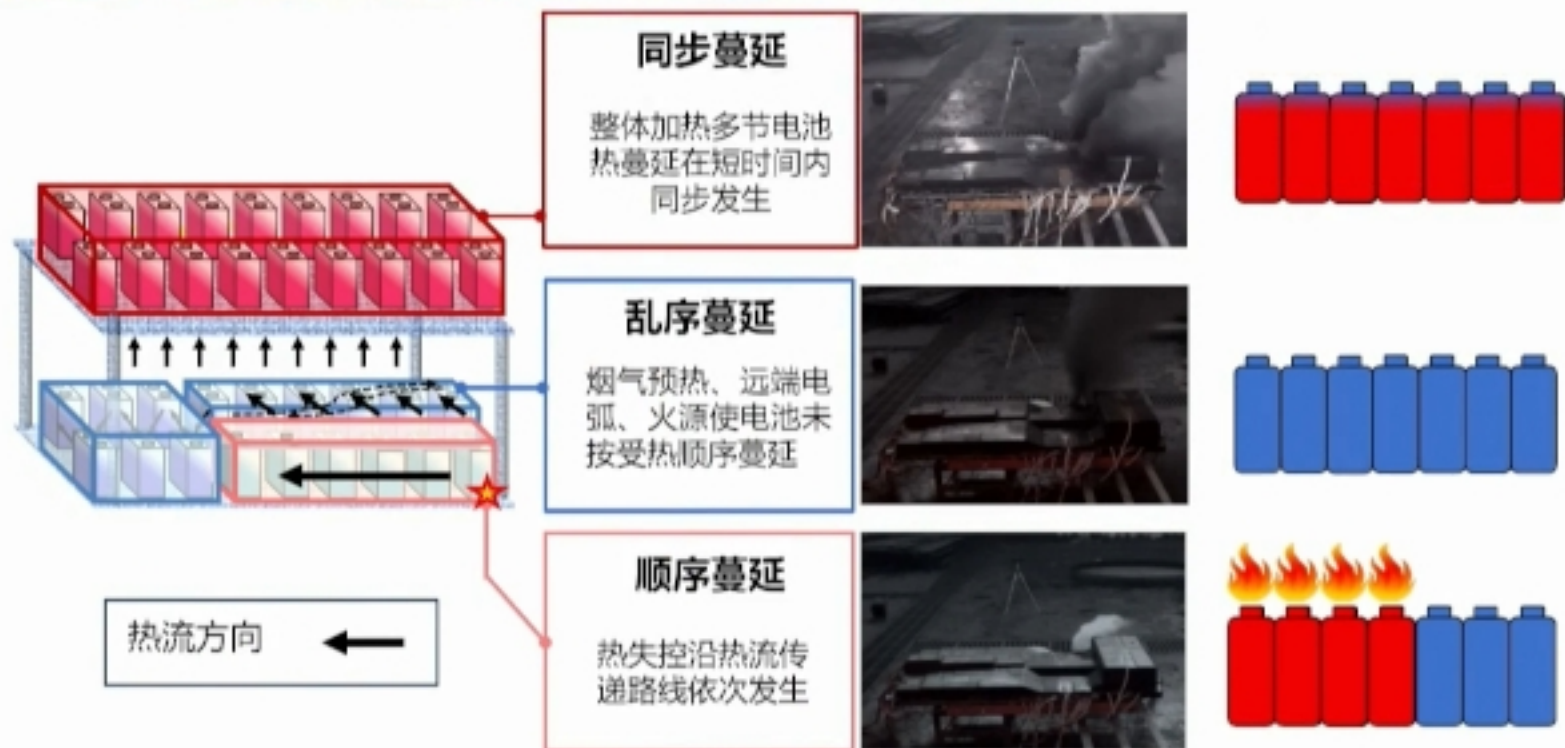 同步蔓延
整体加热多节电池
热蔓延在短时间内
同步发生
乱序蔓延
烟气预热、远端电
弧、火源使电池未
按受热顺序蔓延
顺序蔓延
热失控沿热流传
递路线依次发生
热流方向